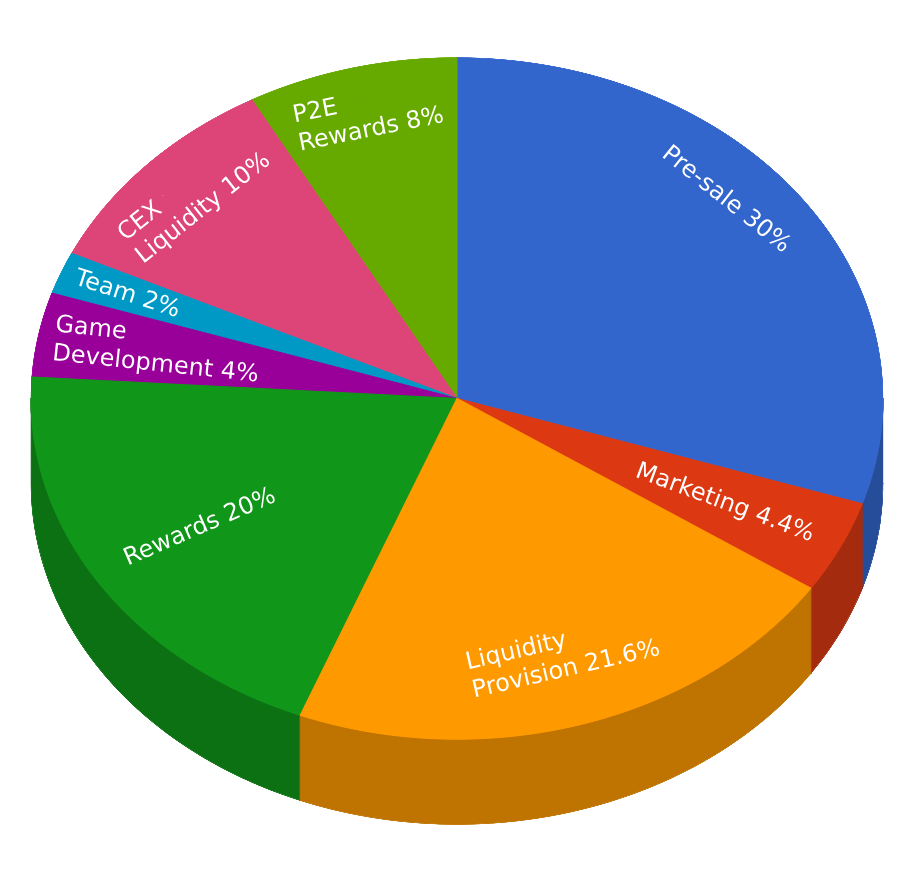 P2E
Rewards 8%
Pre-sale 30%
CEX
Liquidity 10%
Team 2%
Game
Development 4%
Marketing 4.4%
Rewards 20%
Liquidity
Provision 21.6%